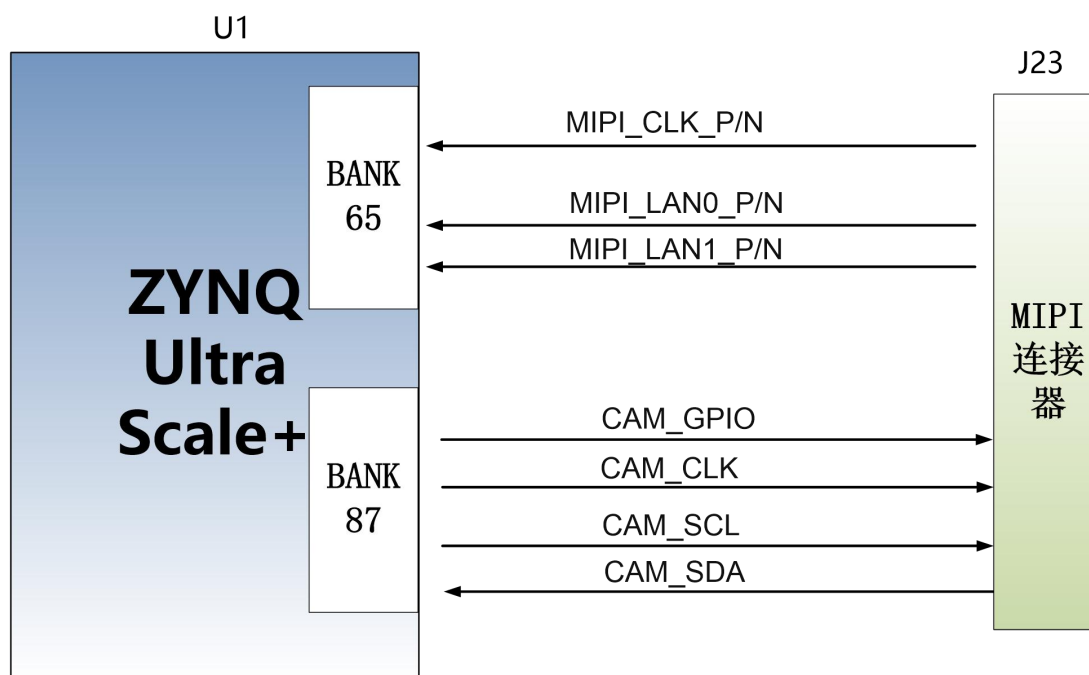 U1
J23
ZYNQ
Ultra
Scale+
BANK
65
BANK
87
MIPI_CLK_P/N
MIPI_LAN0_P/N
MIPI_LAN1_P/N
CAM_GPIO
CAM_CLK
CAM_SCL
CAM_SDA
MIPI
连接
器